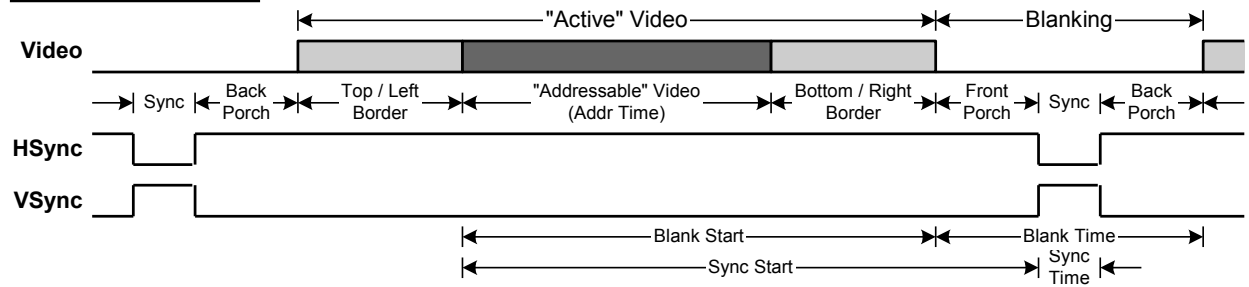 "Active" Video
Blanking
Video
Sync
Back Porch
Top / Left Border
"Addressable" Video (Addr Time)
Bottom / Right Border
Front Porch
Sync
Back Porch
HSync
VSync
Blank Start
Blank Time
Sync Start
Sync Time